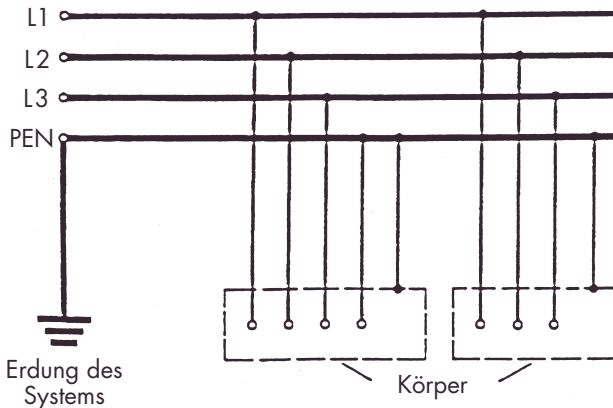 L1
L2
L3
PEN
Erdung des
Systems
Körper